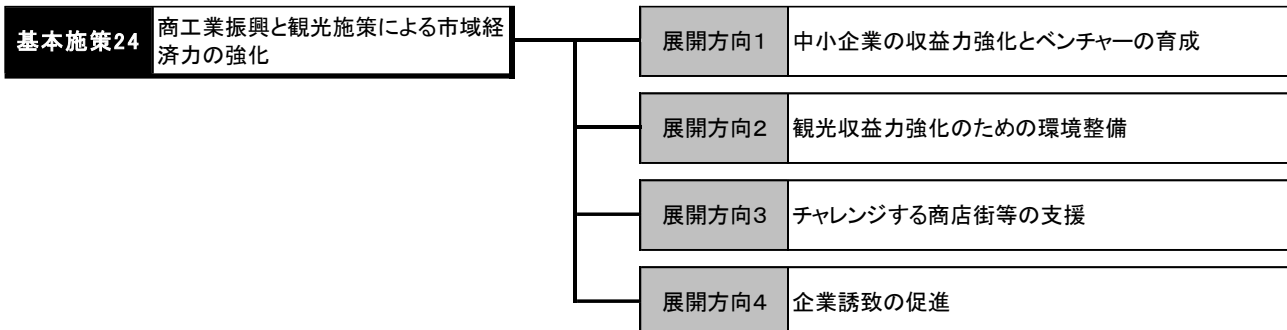 基本施策24
商工業振興と観光施策による市域経
済力の強化
展開方向1
中小企業の収益力強化とベンチャーの育成
展開方向2
観光収益力強化のための環境整備
展開方向3
チャレンジする商店街等の支援
展開方向4
企業誘致の促進